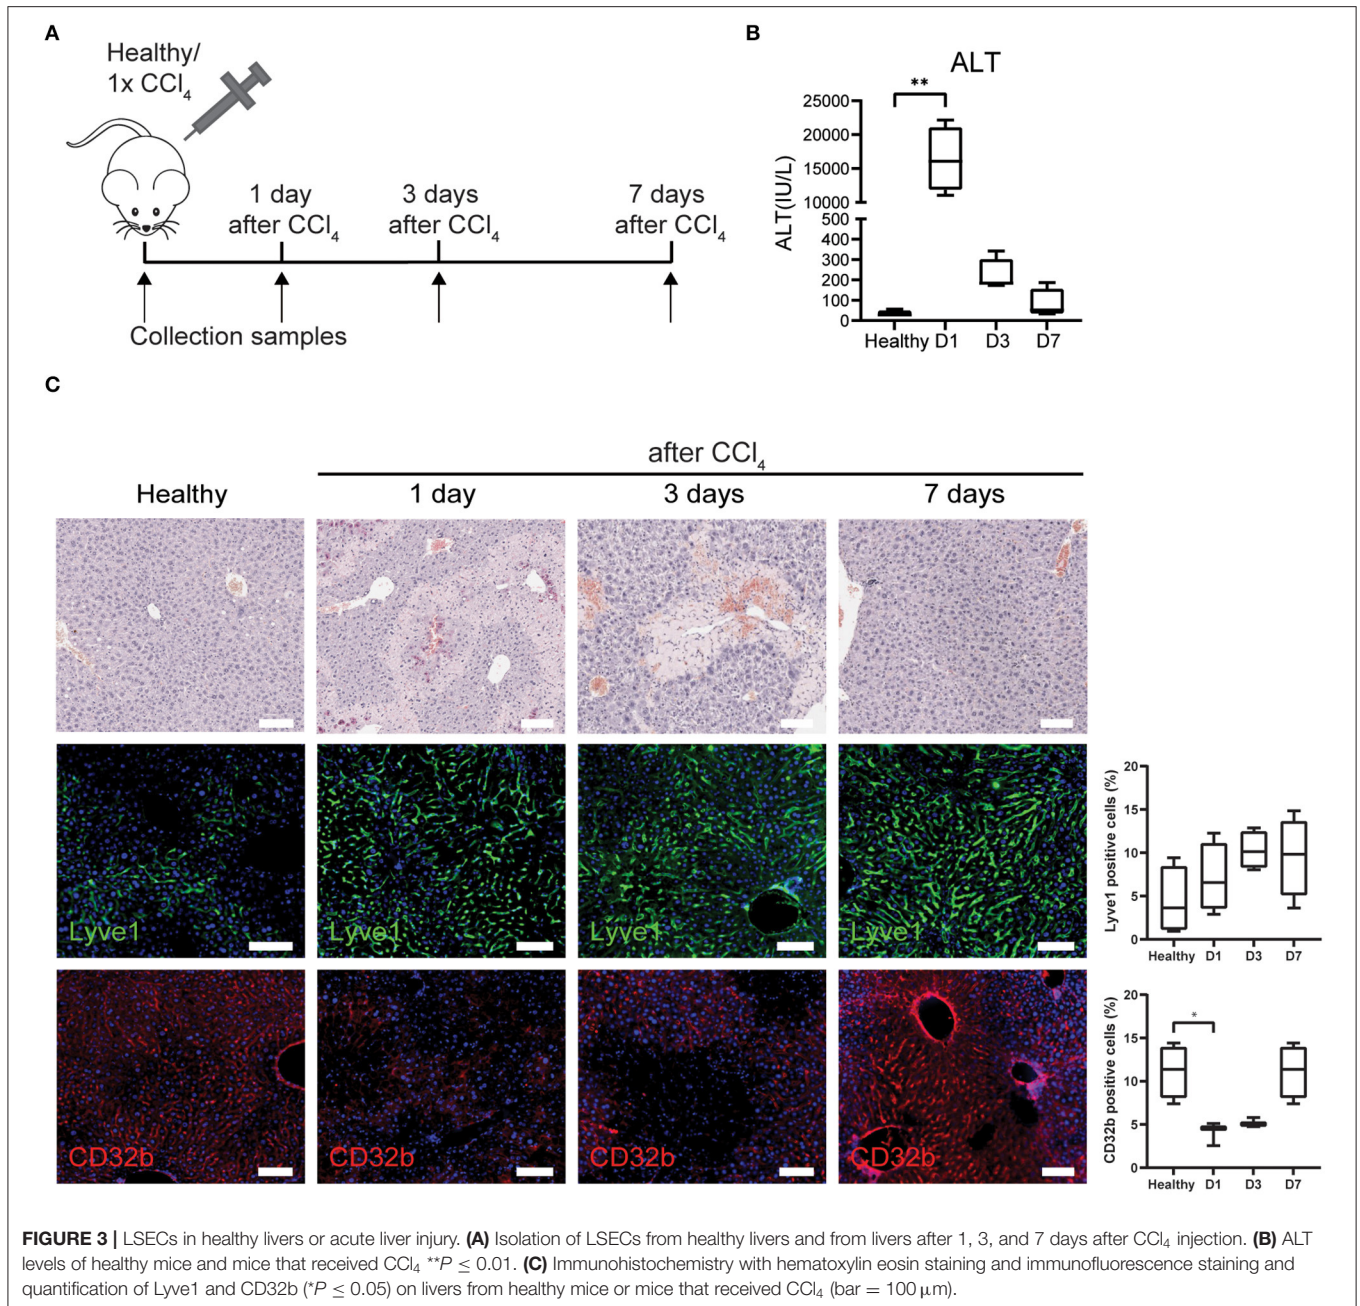 A
Healthy/
1x CCl₄
1 day
after CCl₄
3 days
after CCl₄
7 days
after CCl₄
Collection samples
B
ALT
**
ALT(IU/L)
25000
20000
15000
10000
500
400
300
200
100
0
Healthy D1 D3 D7
C
after CCl₄
Healthy 1 day 3 days 7 days
Lyve1 Lyve1 Lyve1 Lyve1
Lyve1 positive cells (%)
20
15
10
5
0
Healthy D1 D3 D7
CD32b CD32b CD32b CD32b
CD32b positive cells (%)
20
15
10
5
0
*
Healthy D1 D3 D7
FIGURE 3 | LSECs in healthy livers or acute liver injury. (A) Isolation of LSECs from healthy livers and from livers after 1, 3, and 7 days after CCl₄ injection. (B) ALT
levels of healthy mice and mice that received CCl₄ **P ≤ 0.01. (C) Immunohistochemistry with hematoxylin eosin staining and immunofluorescence staining and
quantification of Lyve1 and CD32b (*P ≤ 0.05) on livers from healthy mice or mice that received CCl₄ (bar = 100 μm).